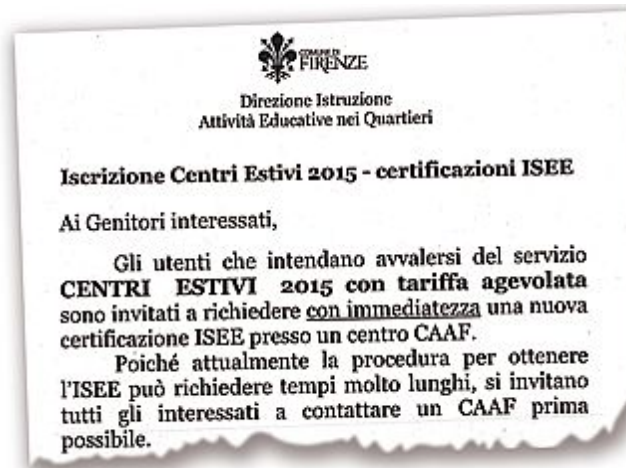 COMUNE DI
FIRENZE
Direzione Istruzione
Attività Educative nei Quartieri
Iscrizione Centri Estivi 2015 - certificazioni ISEE
Ai Genitori interessati,
Gli utenti che intendano avvalersi del servizio
CENTRI ESTIVI 2015 con tariffa agevolata
sono invitati a richiedere con immediatezza una nuova
certificazione ISEE presso un centro CAAF.
Poiché attualmente la procedura per ottenere
l'ISEE può richiedere tempi molto lunghi, si invitano
tutti gli interessati a contattare un CAAF prima
possibile.